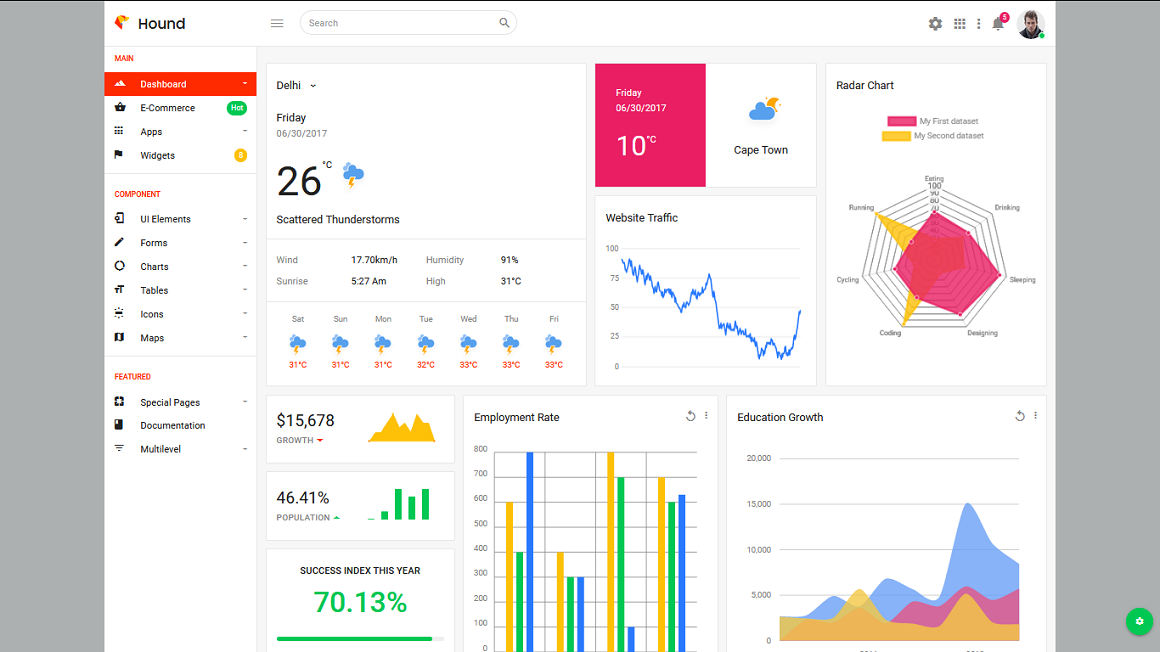 Hound
Search
5
MAIN
Dashboard
E-Commerce
Hot
Apps
Widgets
3
COMPONENT
UI Elements
Forms
Charts
Tables
Icons
Maps
FEATURED
Special Pages
Documentation
Multilevel
Delhi
Friday
06/30/2017
26°C
Scattered Thunderstorms
Wind 17.70km/h Humidity 91%
Sunrise 5:27 Am High 31°C
Sat Sun Mon Tue Wed Thu Fri
31°C 31°C 31°C 32°C 33°C 33°C 33°C
Friday
06/30/2017
10°C
Cape Town
Website Traffic
100
75
50
25
0
Radar Chart
My First dataset
My Second dataset
Eating
100
90
80
Running
Drinking
Cycling
Sleeping
Coding
Designing
$15,678
GROWTH
46.41%
POPULATION
SUCCESS INDEX THIS YEAR
70.13%
Employment Rate
800
700
600
500
400
300
200
100
0
Education Growth
20,000
15,000
10,000
5,000
0